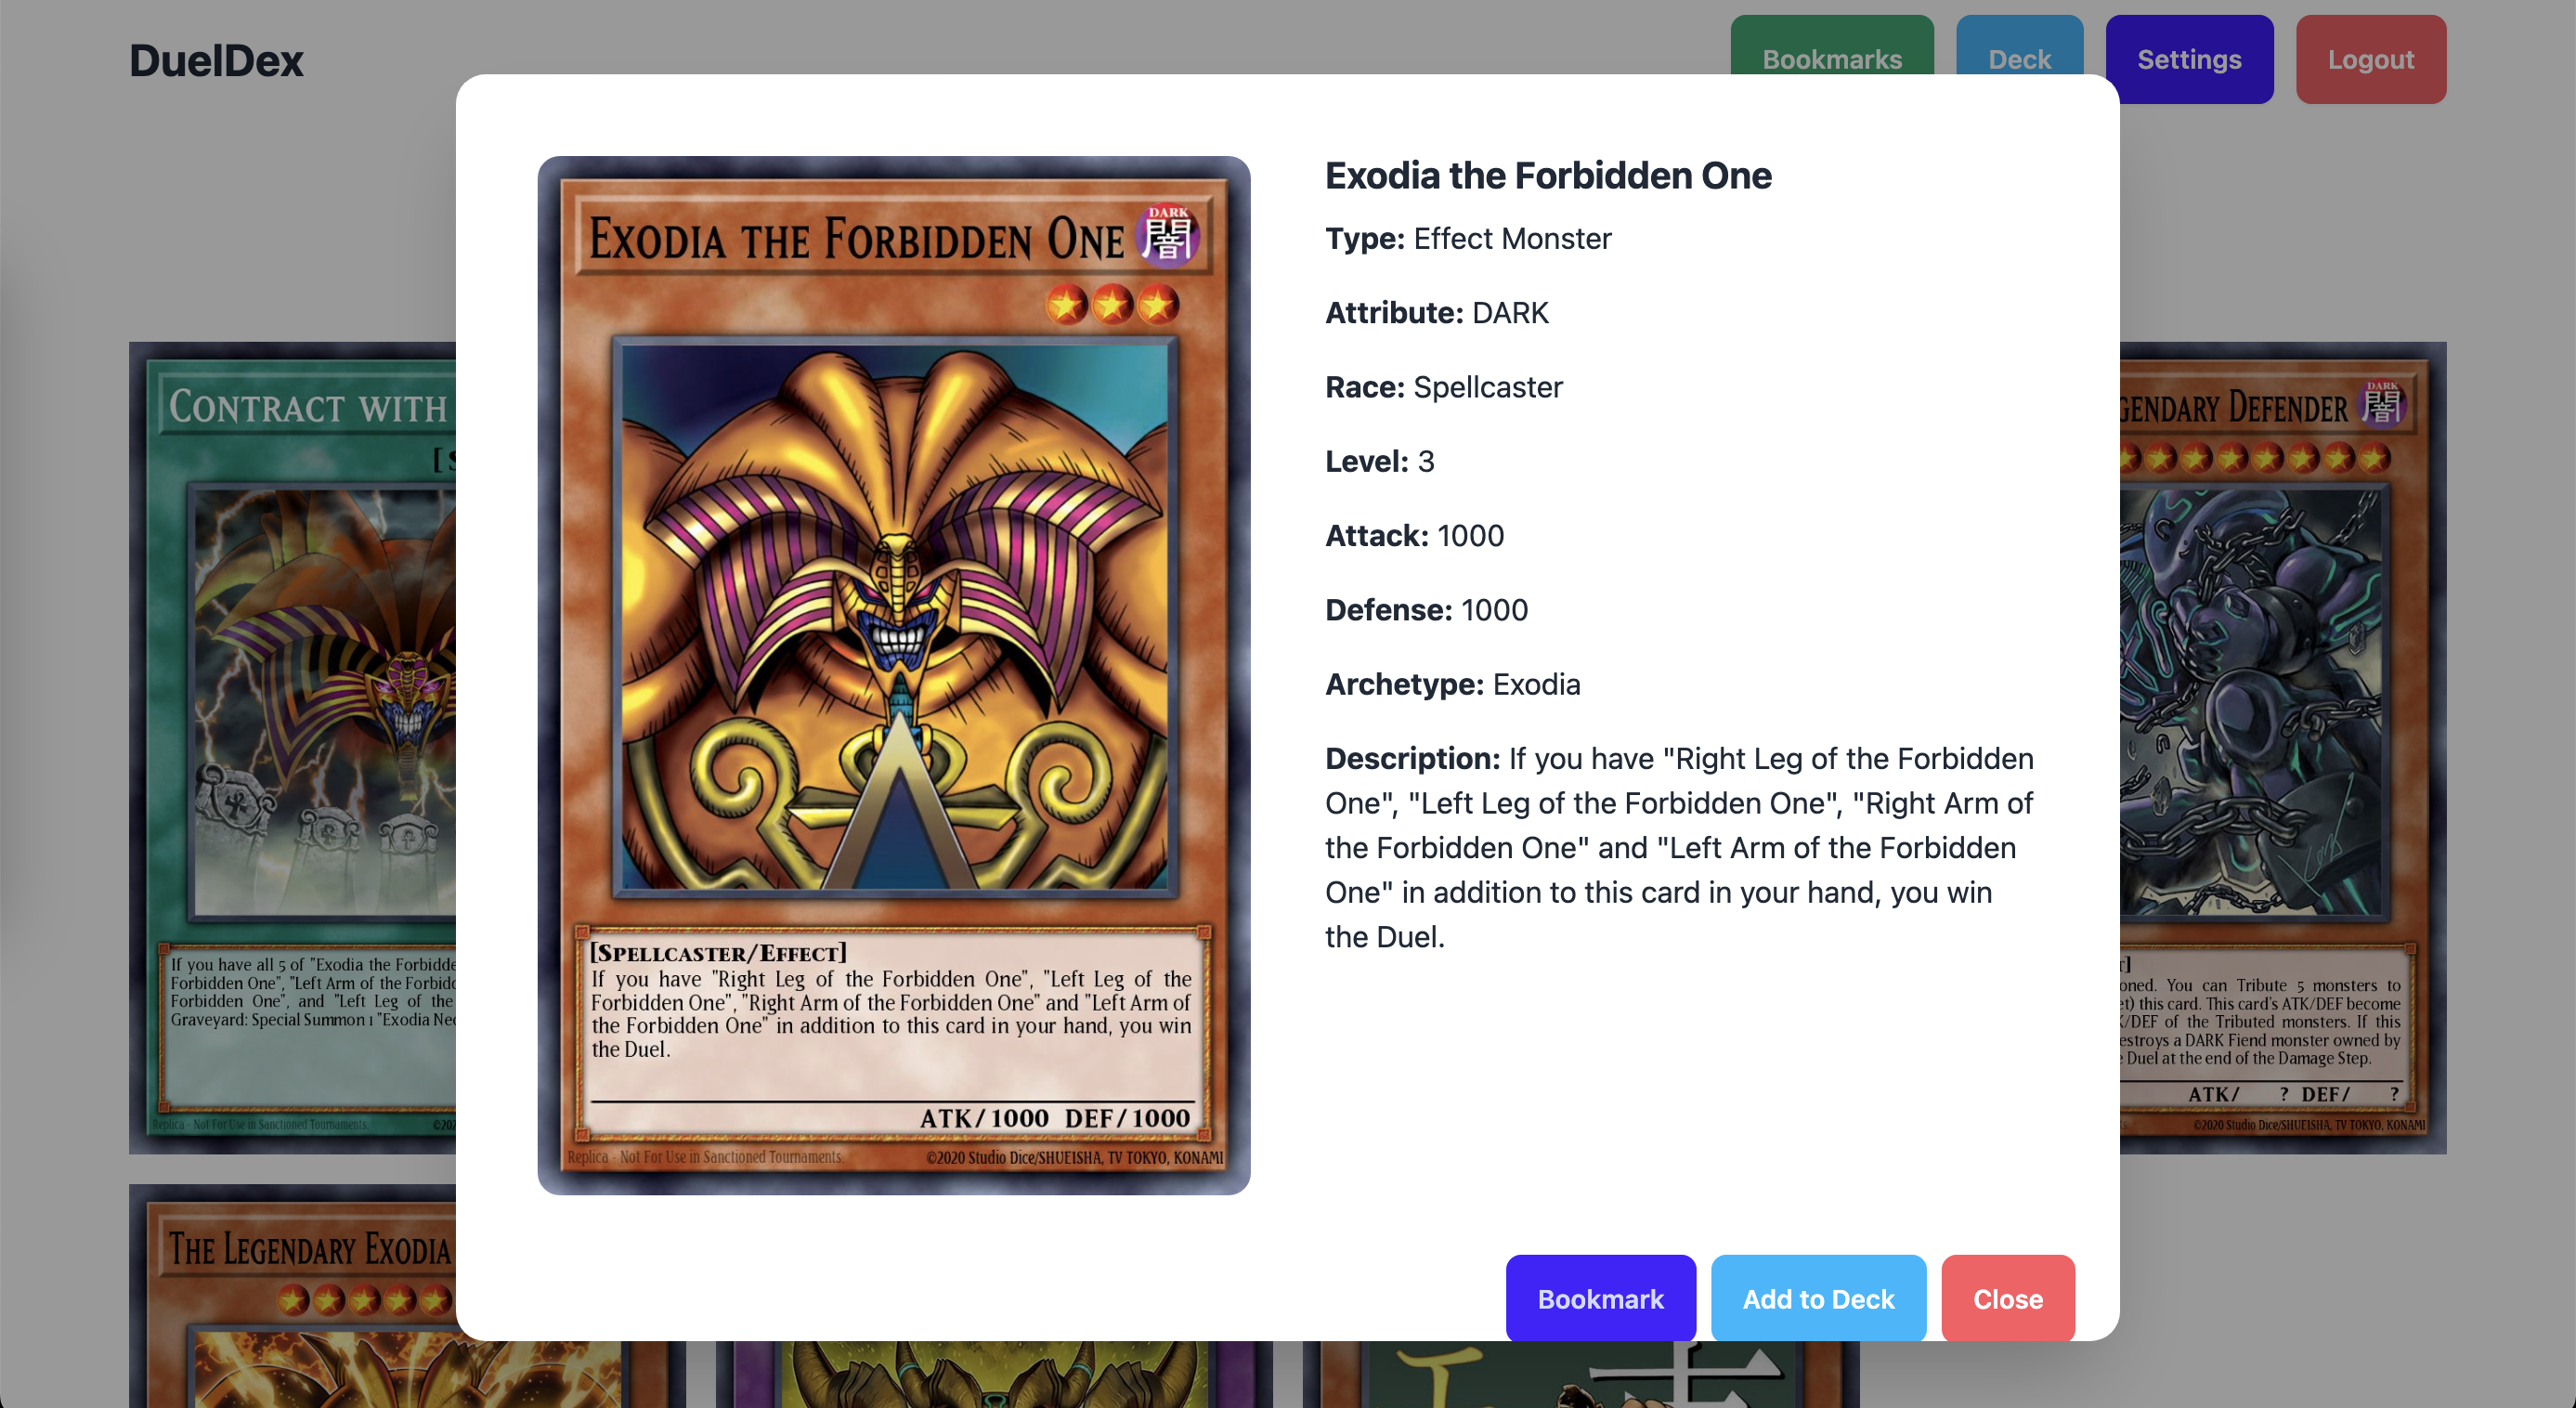 DuelDex
Bookmarks
Deck
Settings
Logout
EXODIA THE FORBIDDEN ONE
DARK
闇
[SPELLCASTER/EFFECT]
If you have "Right Leg of the Forbidden One", "Left Leg of the
Forbidden One", "Right Arm of the Forbidden One" and "Left Arm of
the Forbidden One" in addition to this card in your hand, you win
the Duel.
ATK/1000 DEF/1000
Replica - Not For Use in Sanctioned Tournaments.
©2020 Studio Dice/SHUEISHA, TV TOKYO, KONAMI
Exodia the Forbidden One
Type: Effect Monster
Attribute: DARK
Race: Spellcaster
Level: 3
Attack: 1000
Defense: 1000
Archetype: Exodia
Description: If you have "Right Leg of the Forbidden
One", "Left Leg of the Forbidden One", "Right Arm of
the Forbidden One" and "Left Arm of the Forbidden
One" in addition to this card in your hand, you win
the Duel.
Bookmark
Add to Deck
Close
CONTRACT WITH
[S
If you have all 5 of "Exodia the Forbidde
Forbidden One", "Left Arm of the Forbidd
Forbidden One", and "Left Leg of the
Graveyard: Special Summon 1 "Exodia Nec
Replica - Not For Use in Sanctioned Tournaments.
©202
GENDARY DEFENDER
DARK
闇
]
oned. You can Tribute 5 monsters to
et) this card. This card's ATK/DEF become
K/DEF of the Tributed monsters. If this
estroys a DARK Fiend monster owned by
e Duel at the end of the Damage Step.
ATK/ ? DEF/ ?
©2020 Studio Dice/SHUEISHA, TV TOKYO, KONAMI
THE LEGENDARY EXODIA